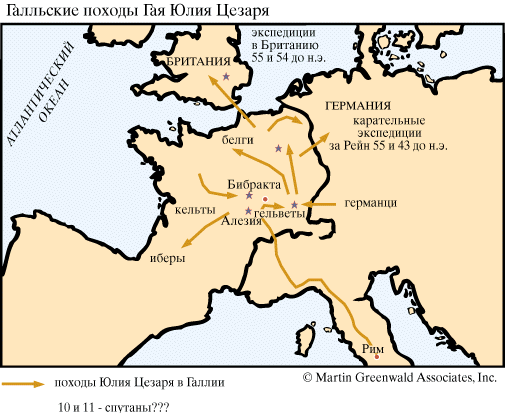 Галльские походы Гая Юлия Цезаря
экспедиции
в Британию
55 и 54 до н.э.
БРИТАНИЯ
АТЛАНТИЧЕСКИЙ
ОКЕАН
ГЕРМАНИЯ
карательные
экспедиции
за Рейн 55 и 43 до н.э.
белги
Бибракта
кельты
гельветы
германци
Алезия
иберы
Рим
© Martin Greenwald Associates, Inc.
походы Юлия Цезаря в Галлии
10 и 11 - спутаны???